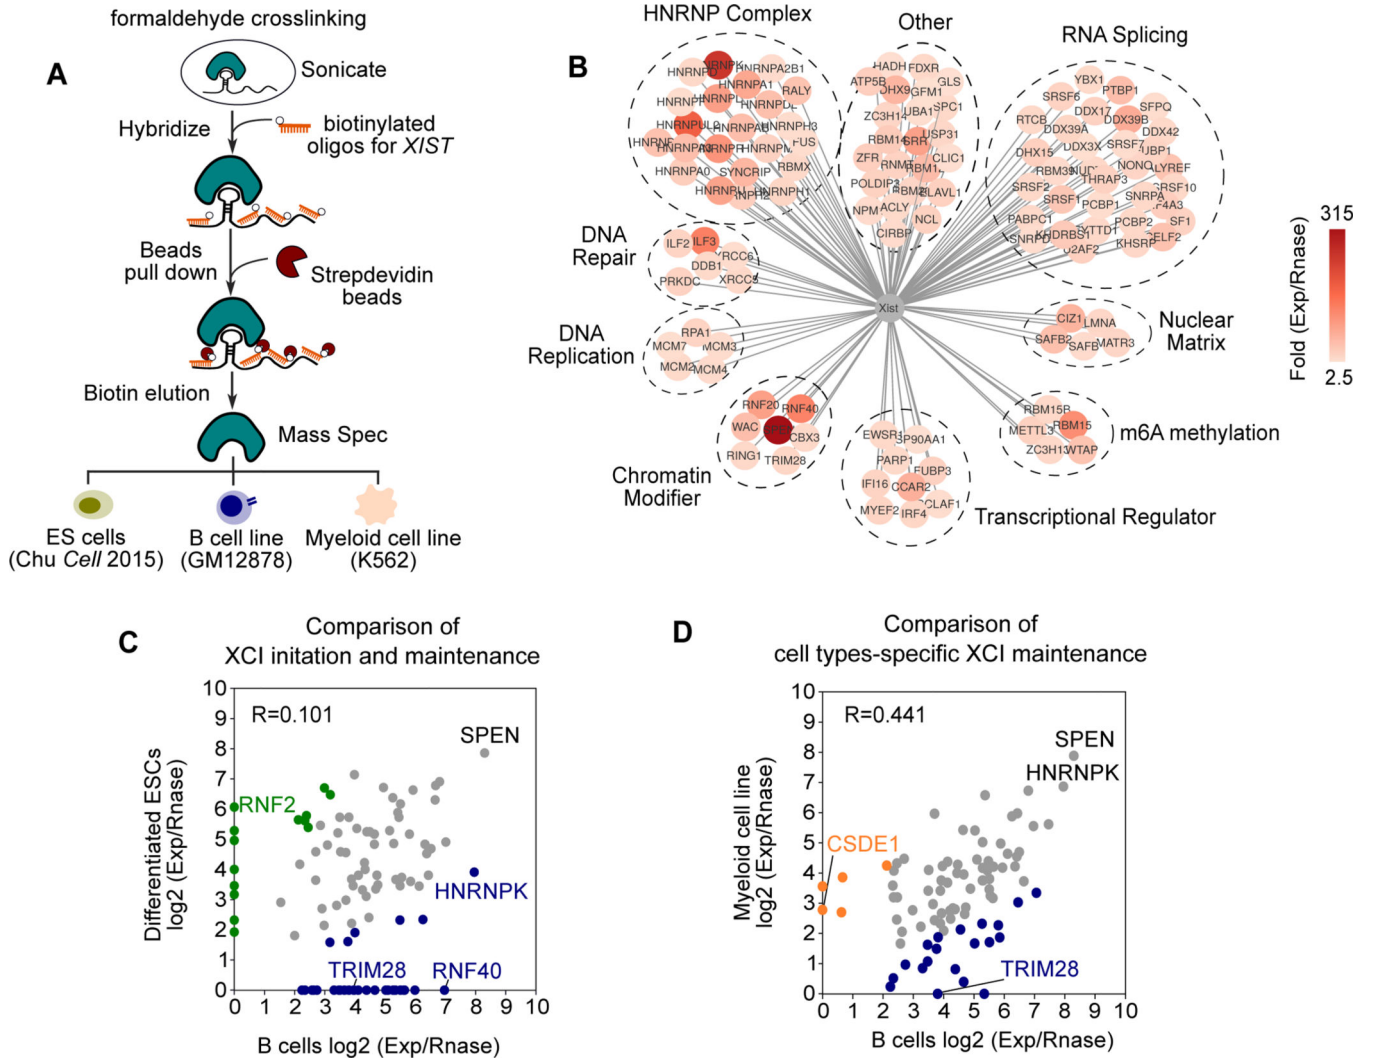 A
formaldehyde crosslinking
Sonicate
Hybridize
biotinylated
oligos for XIST
Beads
pull down
Strepdevidin
beads
Biotin elution
Mass Spec
ES cells
(Chu Cell 2015)
B cell line
(GM12878)
Myeloid cell line
(K562)
B
HNRNP Complex
HNRNPA2B1
HNRNPA1
RALY
HNRNPH3
FUS
HNRNPA0
SYNCRIP
RBMX
HNRNPH1
Other
HADH
FDXR
ATP5B
DHX9
GLS
GFM1
ZC3H14
UBA1
SPC1
RBM14
SRR
USP31
ZFR
CLIC1
POLDIP3
ELAVL1
NPM
ACLY
NCL
CIRBP
RNA Splicing
YBX1
SRSF6
PTBP1
RTCB
DDX17
DDX39B
SFPQ
DDX39A
DDX42
DHX15
DDX3X
SRSF7
UBP1
RBM39
NONO
ALYREF
SRSF2
THRAP3
SRSF10
SRSF1
PCBP1
SNRPA
PABPC1
PCBP2
SF1
KHDRBS1
KHSRP
DNA
Repair
ILF2
ILF3
XRCC6
DDB1
PRKDC
XRCC5
Xist
DNA
Replication
RPA1
MCM7
MCM3
MCM2
MCM4
CIZ1
LMNA
SAFB2
SAFB
MATR3
Nuclear
Matrix
Chromatin
Modifier
RNF20
RNF40
WAC
CBX3
RING1
TRIM28
EWSR1
PARP1
FUBP3
IFI16
CCAR2
MYEF2
IRF4
Transcriptional Regulator
RBM15B
METTL3
RBM15
ZC3H13
WTAP
m6A methylation
Fold (Exp/Rnase)
315
2.5
C
Comparison of
XCI initation and maintenance
Differentiated ESCs
log2 (Exp/Rnase)
10
9
8
7
6
5
4
3
2
1
0
R=0.101
SPEN
RNF2
HNRNPK
TRIM28
RNF40
0 1 2 3 4 5 6 7 8 9 10
B cells log2 (Exp/Rnase)
D
Comparison of
cell types-specific XCI maintenance
Myeloid cell line
log2 (Exp/Rnase)
10
9
8
7
6
5
4
3
2
1
0
R=0.441
SPEN
HNRNPK
CSDE1
TRIM28
0 1 2 3 4 5 6 7 8 9 10
B cells log2 (Exp/Rnase)